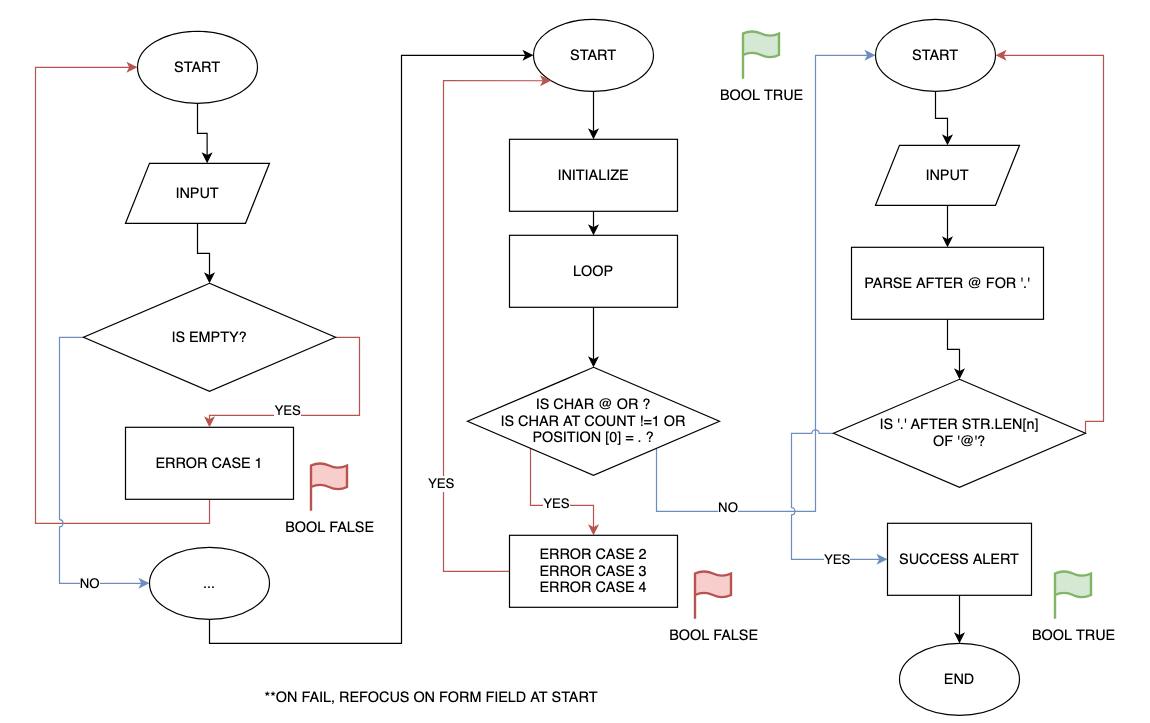 START
INPUT
IS EMPTY?
YES
ERROR CASE 1
BOOL FALSE
NO
...
START
INITIALIZE
LOOP
IS CHAR @ OR ?
IS CHAR AT COUNT !=1 OR
POSITION [0] = . ?
YES
YES
NO
ERROR CASE 2
ERROR CASE 3
ERROR CASE 4
BOOL FALSE
BOOL TRUE
START
INPUT
PARSE AFTER @ FOR '.'
IS '.' AFTER STR.LEN[n]
OF '@'?
YES
SUCCESS ALERT
BOOL TRUE
END
**ON FAIL, REFOCUS ON FORM FIELD AT START